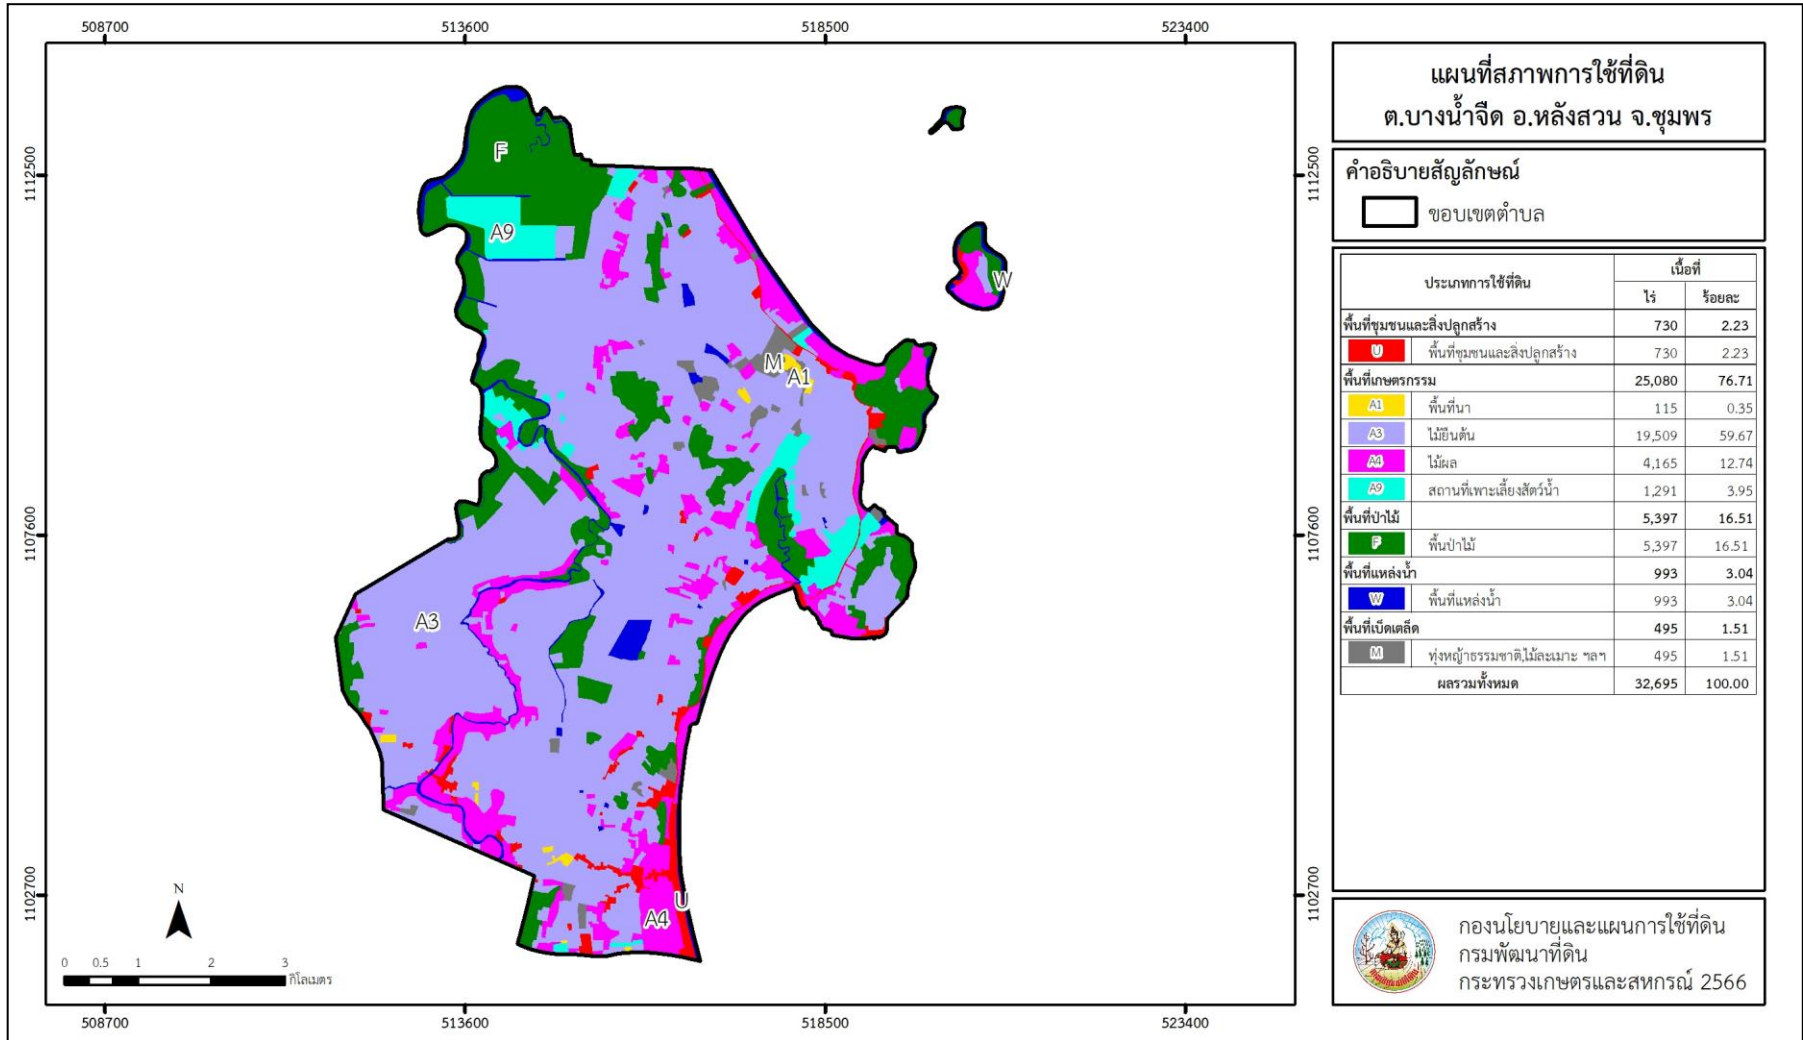 508700 513600 518500 523400
1112500 1112500
1107600 1107600
1102700 1102700
F
A9
W
M
A1
A3
A4
U
N
0 0.5 1 2 3
กิโลเมตร
508700 513600 518500 523400
แผนที่สภาพการใช้ที่ดิน
ต.บางน้ำจืด อ.หลังสวน จ.ชุมพร
คำอธิบายสัญลักษณ์
ขอบเขตตำบล
ประเภทการใช้ที่ดิน เนื้อที่
ไร่ ร้อยละ
พื้นที่ชุมชนและสิ่งปลูกสร้าง 730 2.23
U พื้นที่ชุมชนและสิ่งปลูกสร้าง 730 2.23
พื้นที่เกษตรกรรม 25,080 76.71
A1 พื้นที่นา 115 0.35
A3 ไม้ยืนต้น 19,509 59.67
A4 ไม้ผล 4,165 12.74
A9 สถานที่เพาะเลี้ยงสัตว์น้ำ 1,291 3.95
พื้นที่ป่าไม้ 5,397 16.51
F พื้นป่าไม้ 5,397 16.51
พื้นที่แหล่งน้ำ 993 3.04
W พื้นที่แหล่งน้ำ 993 3.04
พื้นที่เบ็ดเตล็ด 495 1.51
M ทุ่งหญ้าธรรมชาติ,ไม้ละเมาะ ฯลฯ 495 1.51
ผลรวมทั้งหมด 32,695 100.00
กองนโยบายและแผนการใช้ที่ดิน
กรมพัฒนาที่ดิน
กระทรวงเกษตรและสหกรณ์ 2566